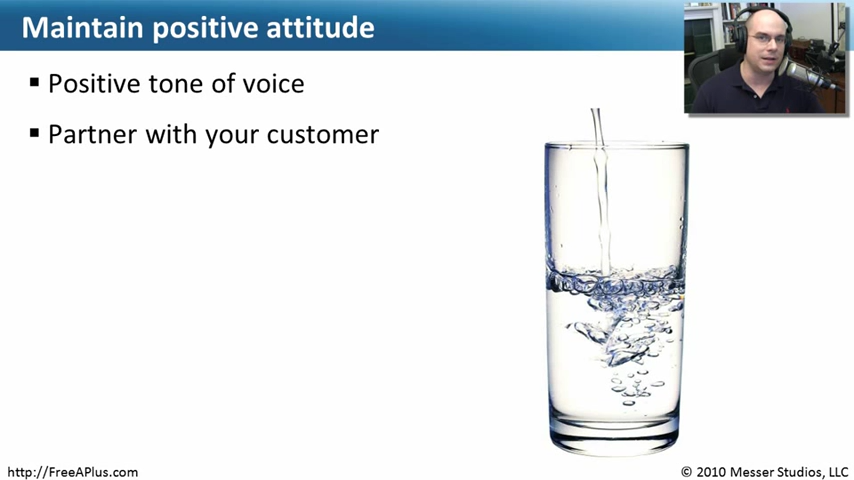 Maintain positive attitude
▪ Positive tone of voice
▪ Partner with your customer
http://FreeAPlus.com
© 2010 Messer Studios, LLC